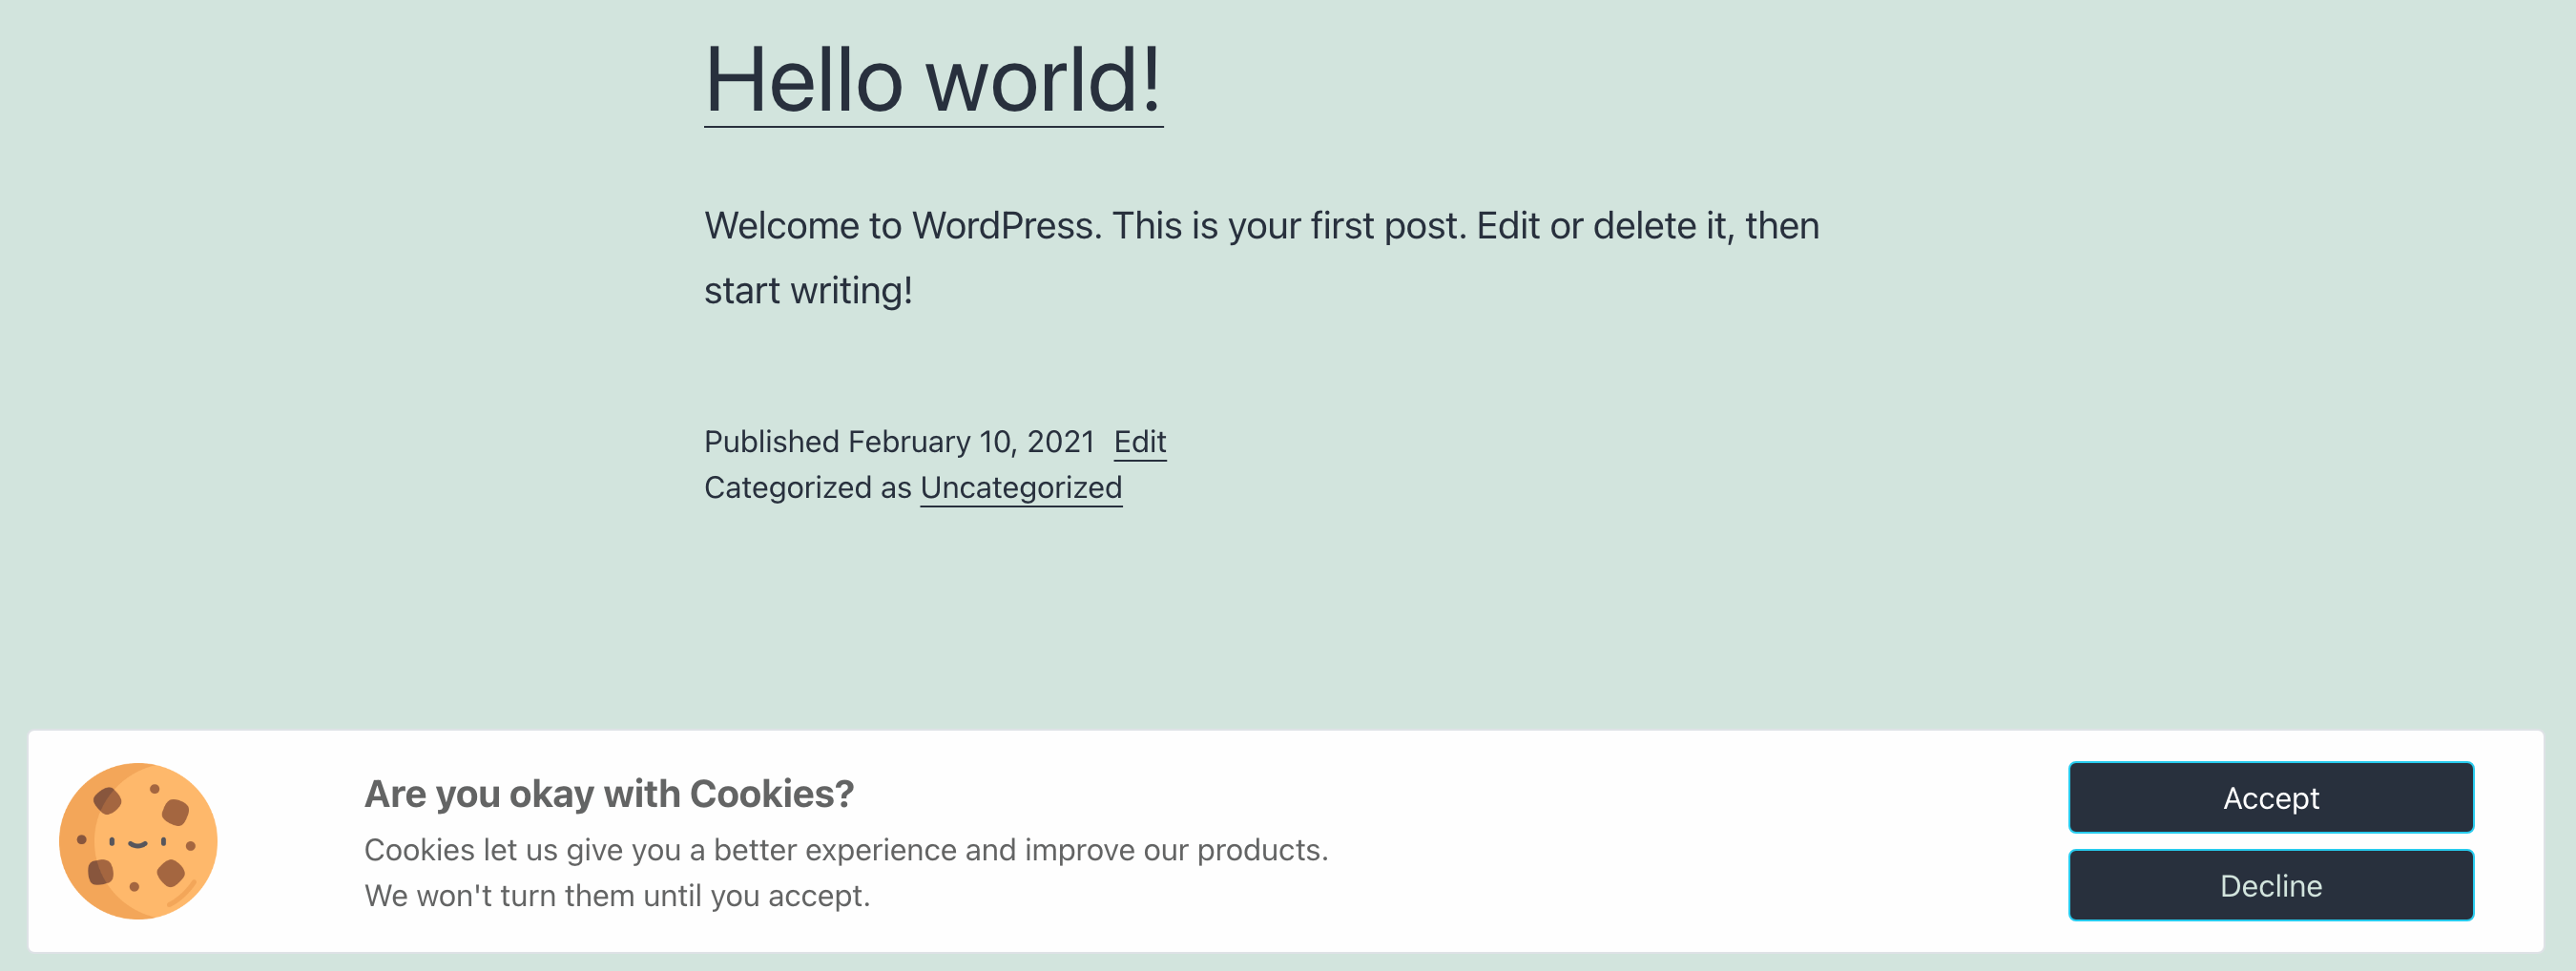 Hello world!
Welcome to WordPress. This is your first post. Edit or delete it, then
start writing!
Published February 10, 2021 Edit
Categorized as Uncategorized
Are you okay with Cookies?
Cookies let us give you a better experience and improve our products.
We won't turn them until you accept.
Accept
Decline